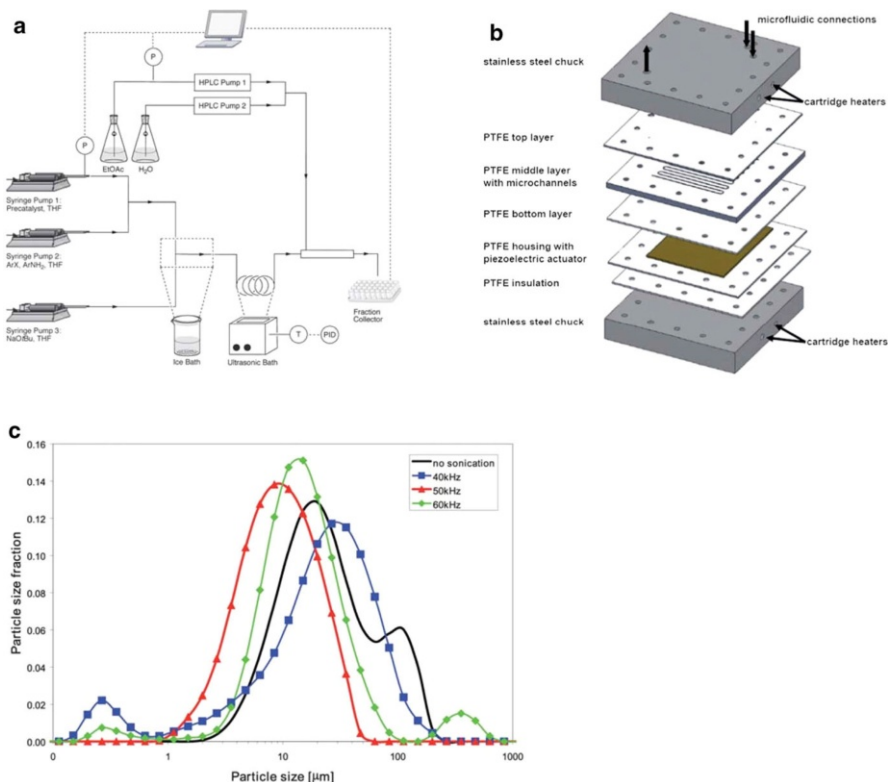 a
P
HPLC Pump 1
HPLC Pump 2
P
EtOAc
H₂O
Syringe Pump 1:
Precatalyst, THF
Syringe Pump 2:
ArX, ArNH₂, THF
Syringe Pump 3:
NaOtBu, THF
Ice Bath
Ultrasonic Bath
T
PID
Fraction
Collector
b
microfluidic connections
stainless steel chuck
cartridge heaters
PTFE top layer
PTFE middle layer
with microchannels
PTFE bottom layer
PTFE housing with
piezoelectric actuator
PTFE insulation
stainless steel chuck
cartridge heaters
c
0.16
0.14
0.12
0.10
0.08
0.06
0.04
0.02
0.00
Particle size fraction
no sonication
40kHz
50kHz
60kHz
0
1
10
100
1000
Particle size [µm]